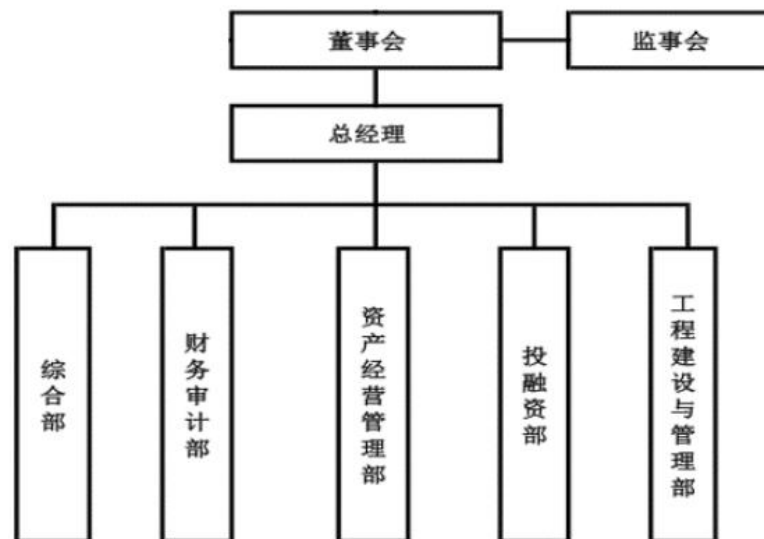 董事会
监事会
总经理
综合部
财务审计部
资产经营管理部
投融资部
工程建设与管理部